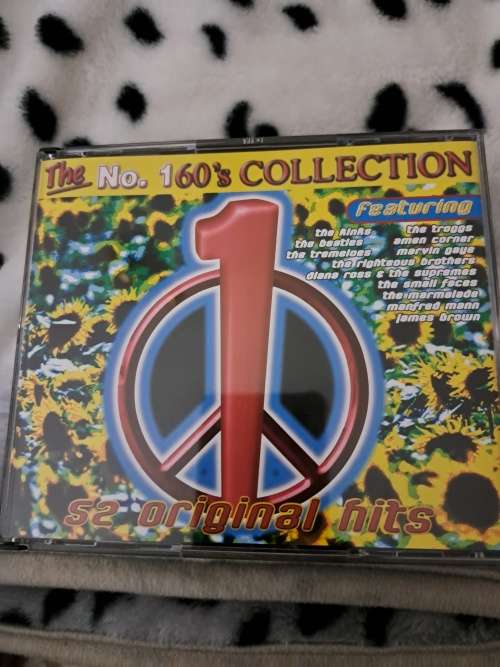 The No. 1 60's COLLECTION
featuring
the kinks the troggs
the beatles amen corner
the tremeloes marvin gaye
the righteous brothers
diana ross & the supremes
the small faces
the marmalade
manfred mann
james brown
1
52 original hits